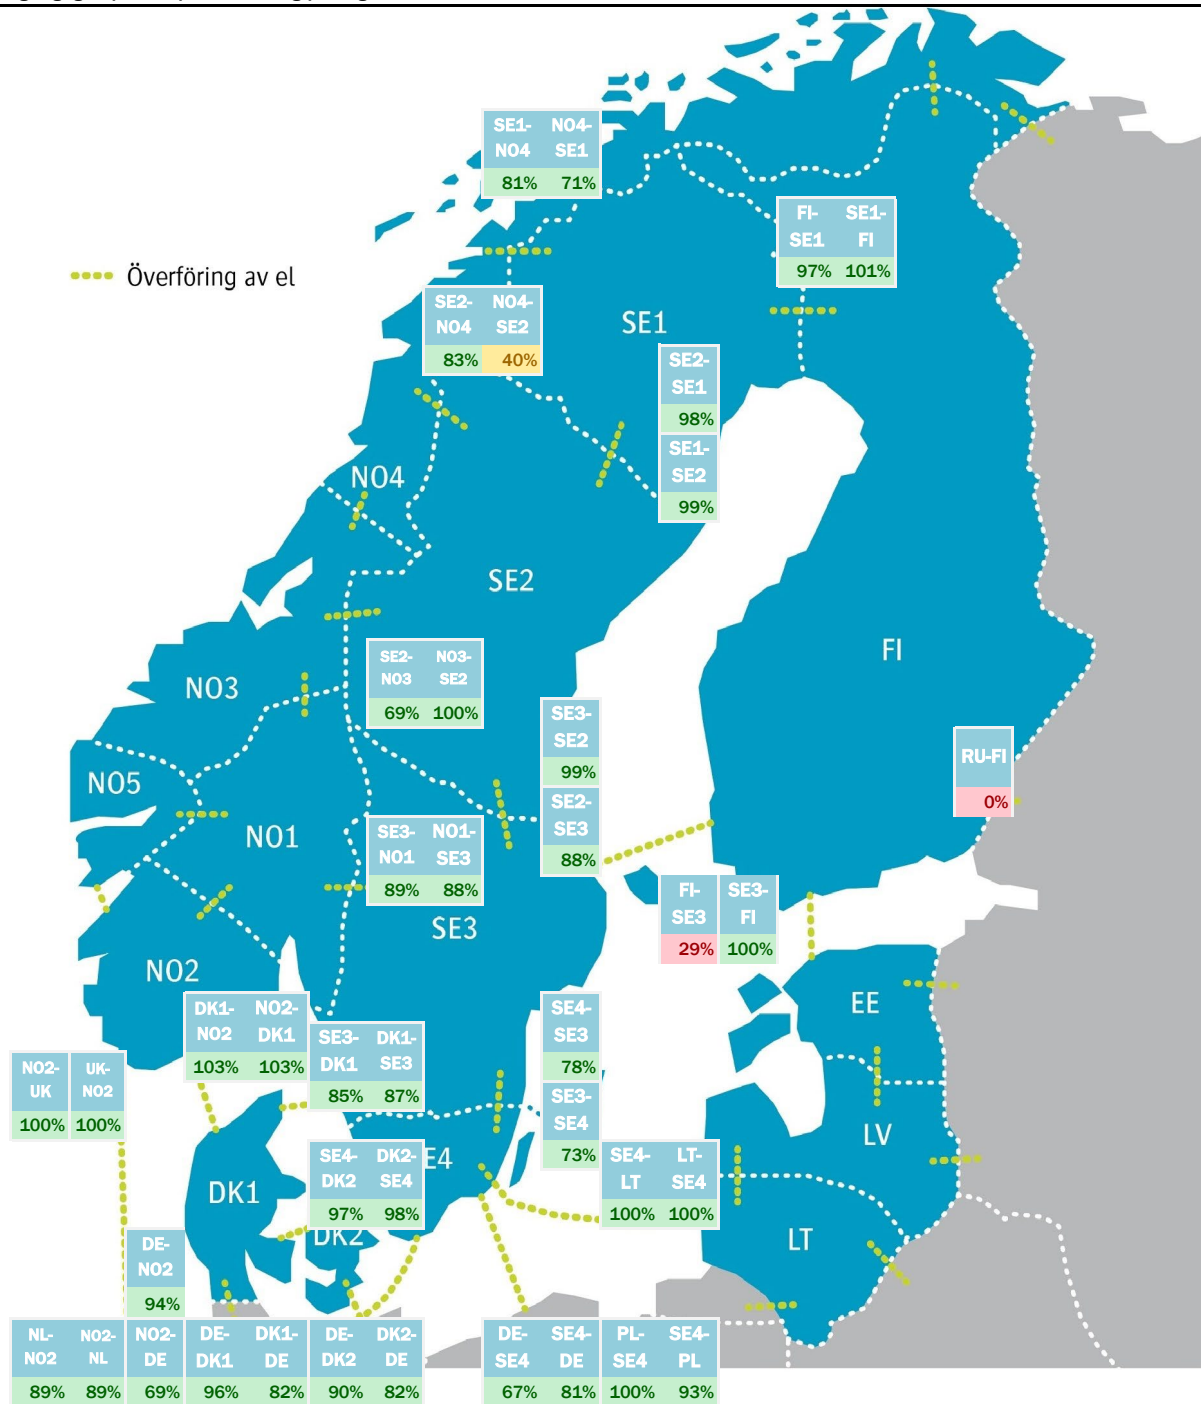 SE1- NO4-
NO4 SE1
81% 71%
FI- SE1-
SE1 FI
97% 101%
Överföring av el
SE2- NO4-
NO4 SE2
83% 40%
SE1
SE2-
SE1
98%
SE1-
SE2
99%
NO4
SE2
FI
SE2- NO3-
NO3 SE2
69% 100%
NO3
SE3-
SE2
99%
RU-FI
0%
NO5
SE2-
SE3
88%
NO1
SE3- NO1-
NO1 SE3
89% 88%
FI- SE3-
SE3 FI
29% 100%
SE3
NO2
EE
DK1- NO2-
NO2 DK1
103% 103%
SE3- DK1-
DK1 SE3
85% 87%
SE4-
SE3
78%
NO2- UK-
UK NO2
100% 100%
SE3-
SE4
73%
LV
SE4- DK2-
DK2 SE4
97% 98%
E4
SE4- LT-
LT SE4
100% 100%
DK1
DK2
LT
DE-
NO2
94%
NL- NO2- NO2- DE- DK1- DE- DK2- DE- SE4- PL- SE4-
NO2 NL DE DK1 DE DK2 DE SE4 DE SE4 PL
89% 89% 69% 96% 82% 90% 82% 67% 81% 100% 93%